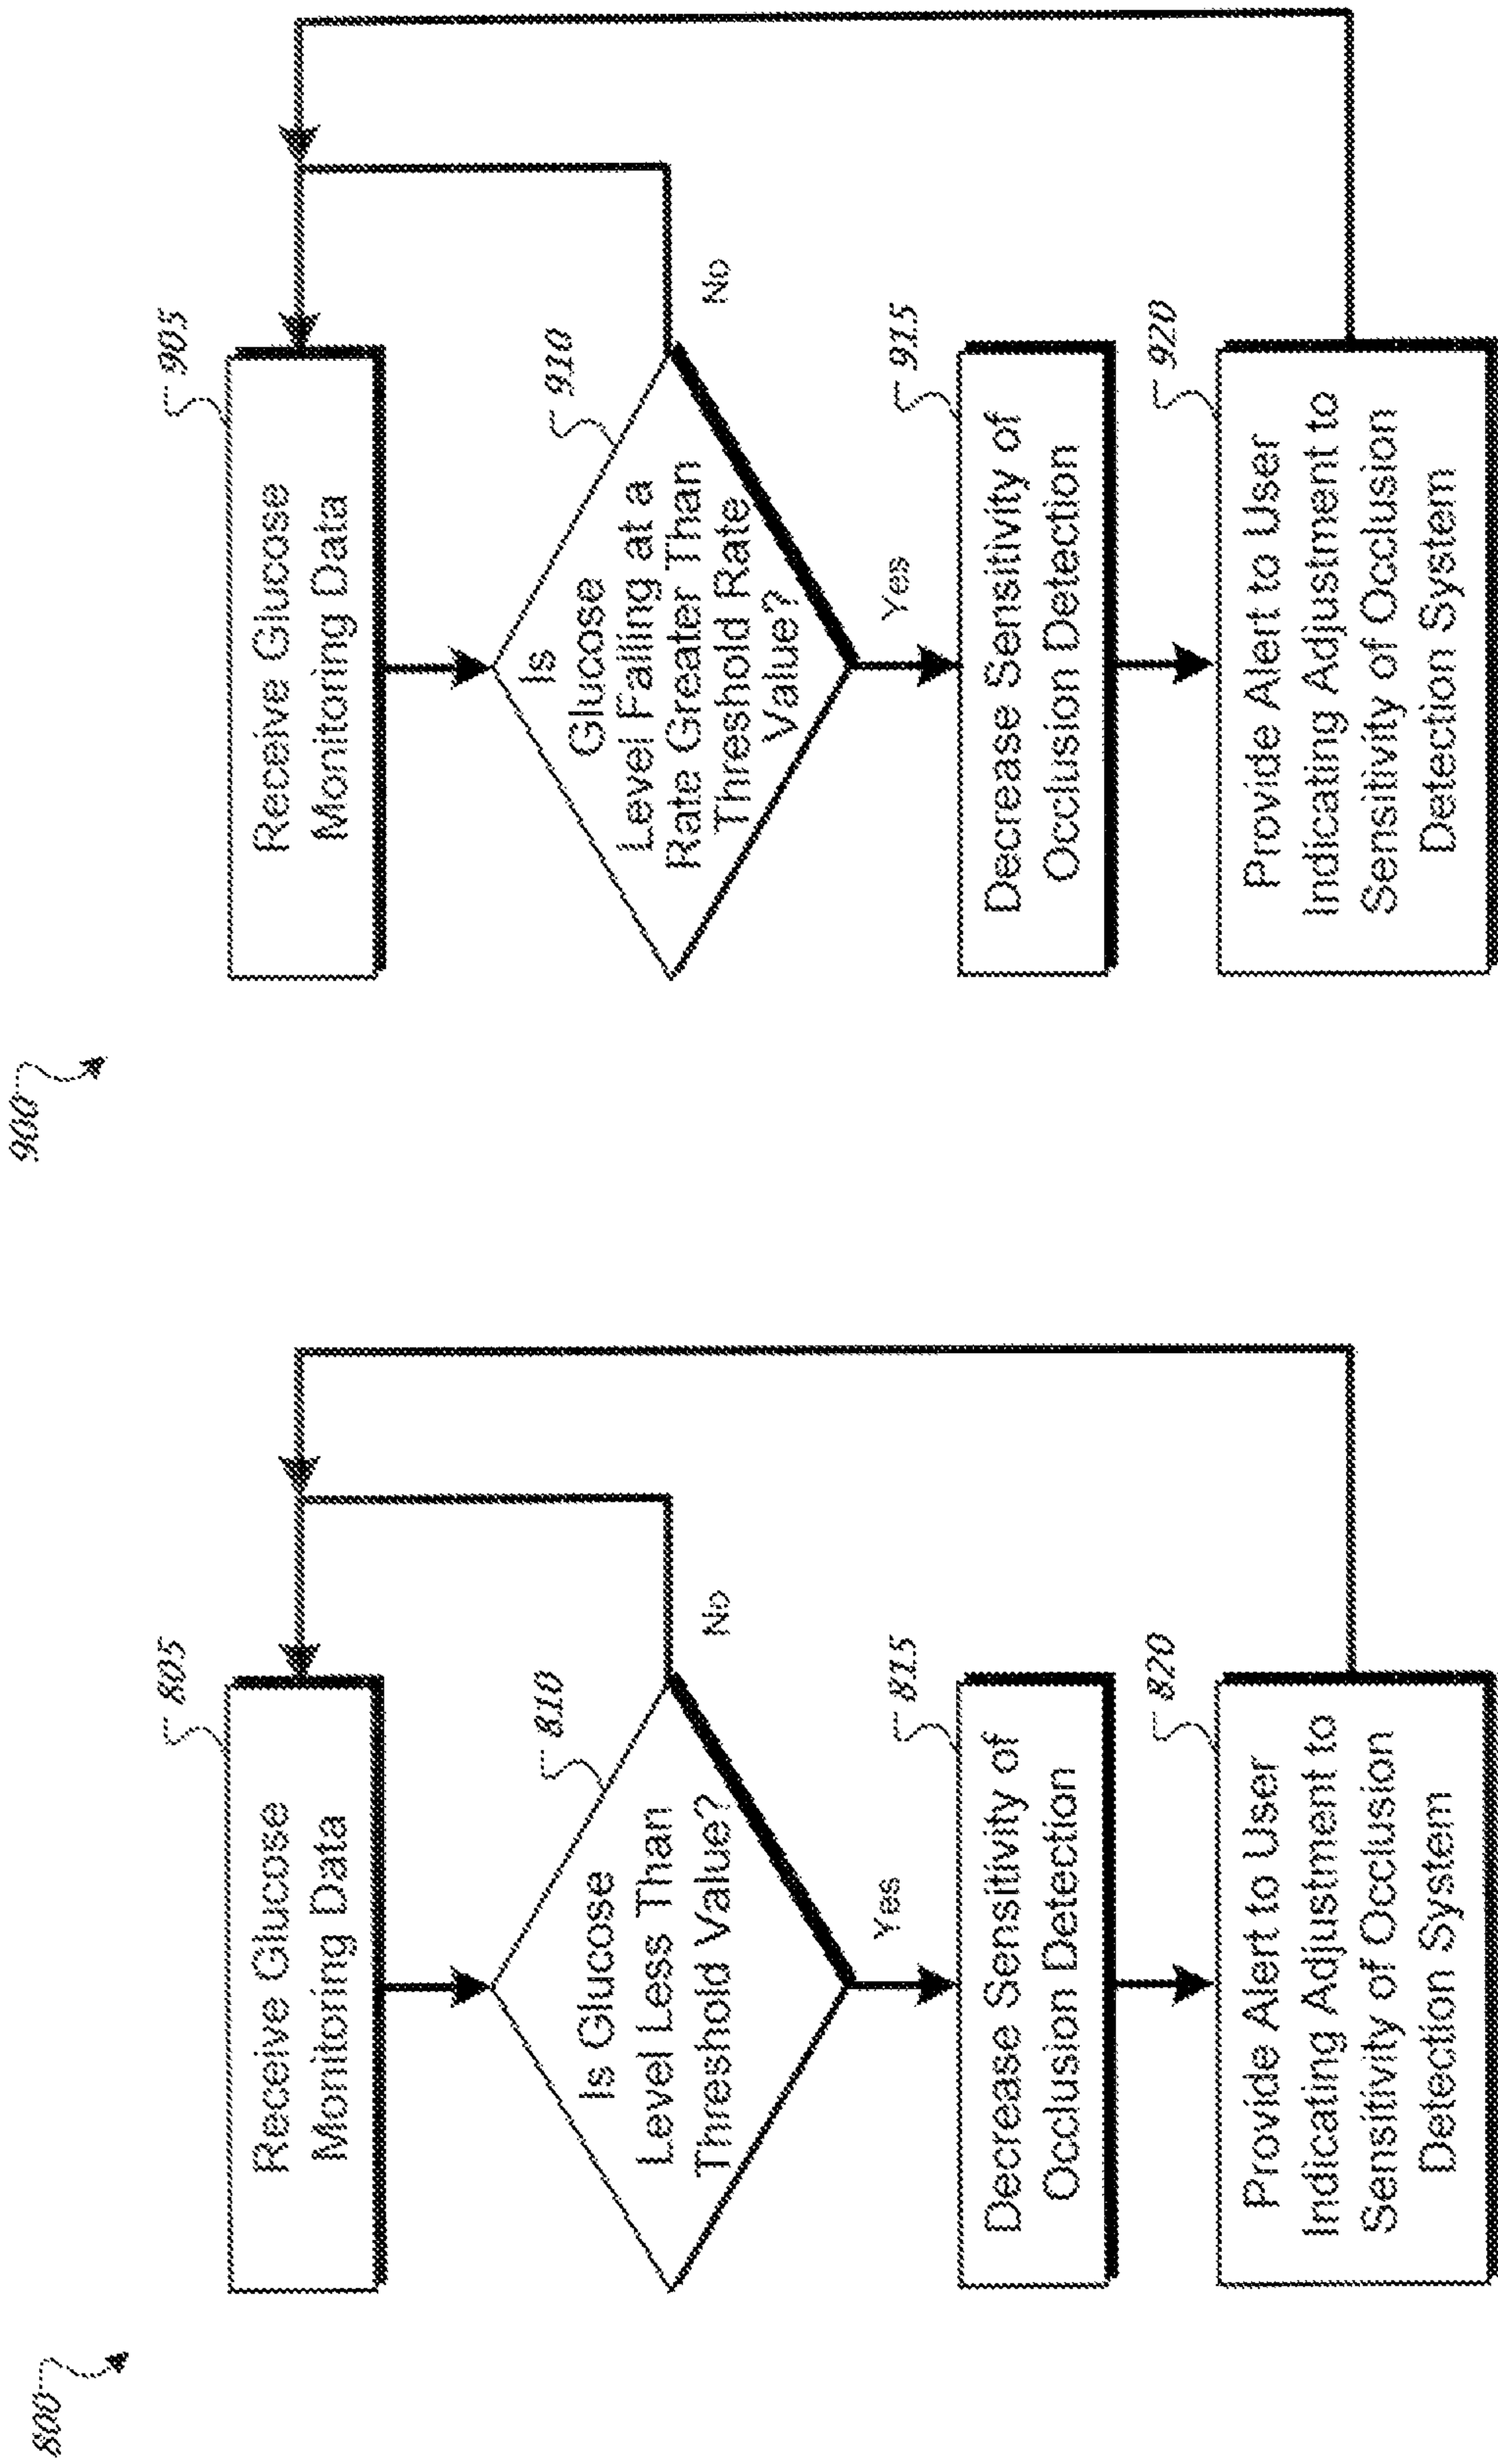 800
805
Receive Glucose
Monitoring Data
810
Is Glucose
Level Less Than
Threshold Value?
No
Yes
815
Decrease Sensitivity of
Occlusion Detection
820
Provide Alert to User
Indicating Adjustment to
Sensitivity of Occlusion
Detection System
900
905
Receive Glucose
Monitoring Data
910
Is
Glucose
Level Falling at a
Rate Greater Than
Threshold Rate
Value?
No
Yes
915
Decrease Sensitivity of
Occlusion Detection
920
Provide Alert to User
Indicating Adjustment to
Sensitivity of Occlusion
Detection System